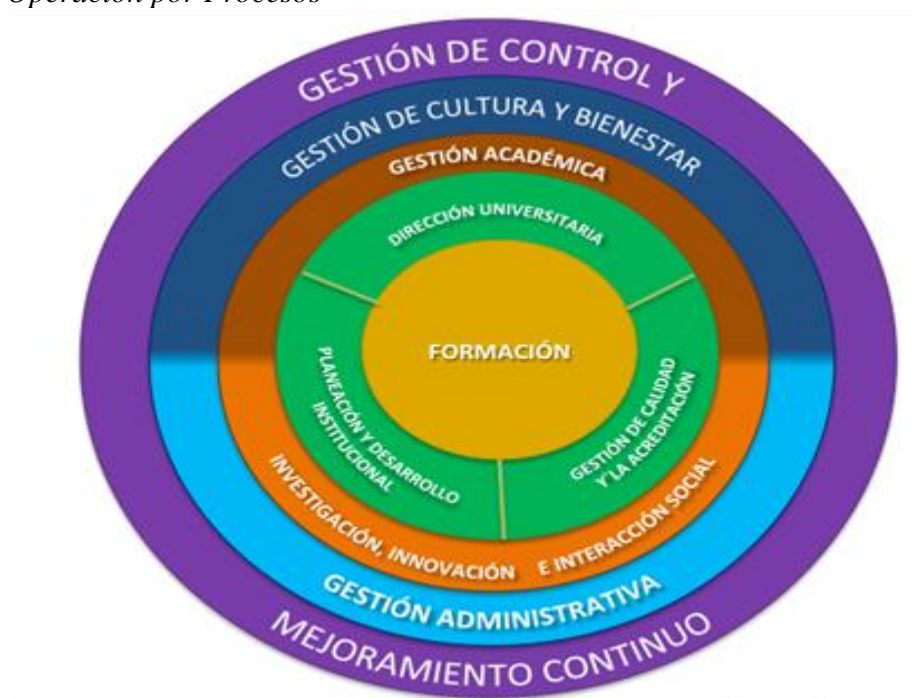 Operación por Procesos
GESTIÓN DE CONTROL Y
GESTIÓN DE CULTURA Y BIENESTAR
GESTIÓN ACADÉMICA
DIRECCIÓN UNIVERSITARIA
FORMACIÓN
PLANEACIÓN Y DESARROLLO
INSTITUCIONAL
GESTIÓN DE CALIDAD
Y LA ACREDITACIÓN
INVESTIGACIÓN, INNOVACIÓN E INTERACCIÓN SOCIAL
GESTIÓN ADMINISTRATIVA
MEJORAMIENTO CONTINUO